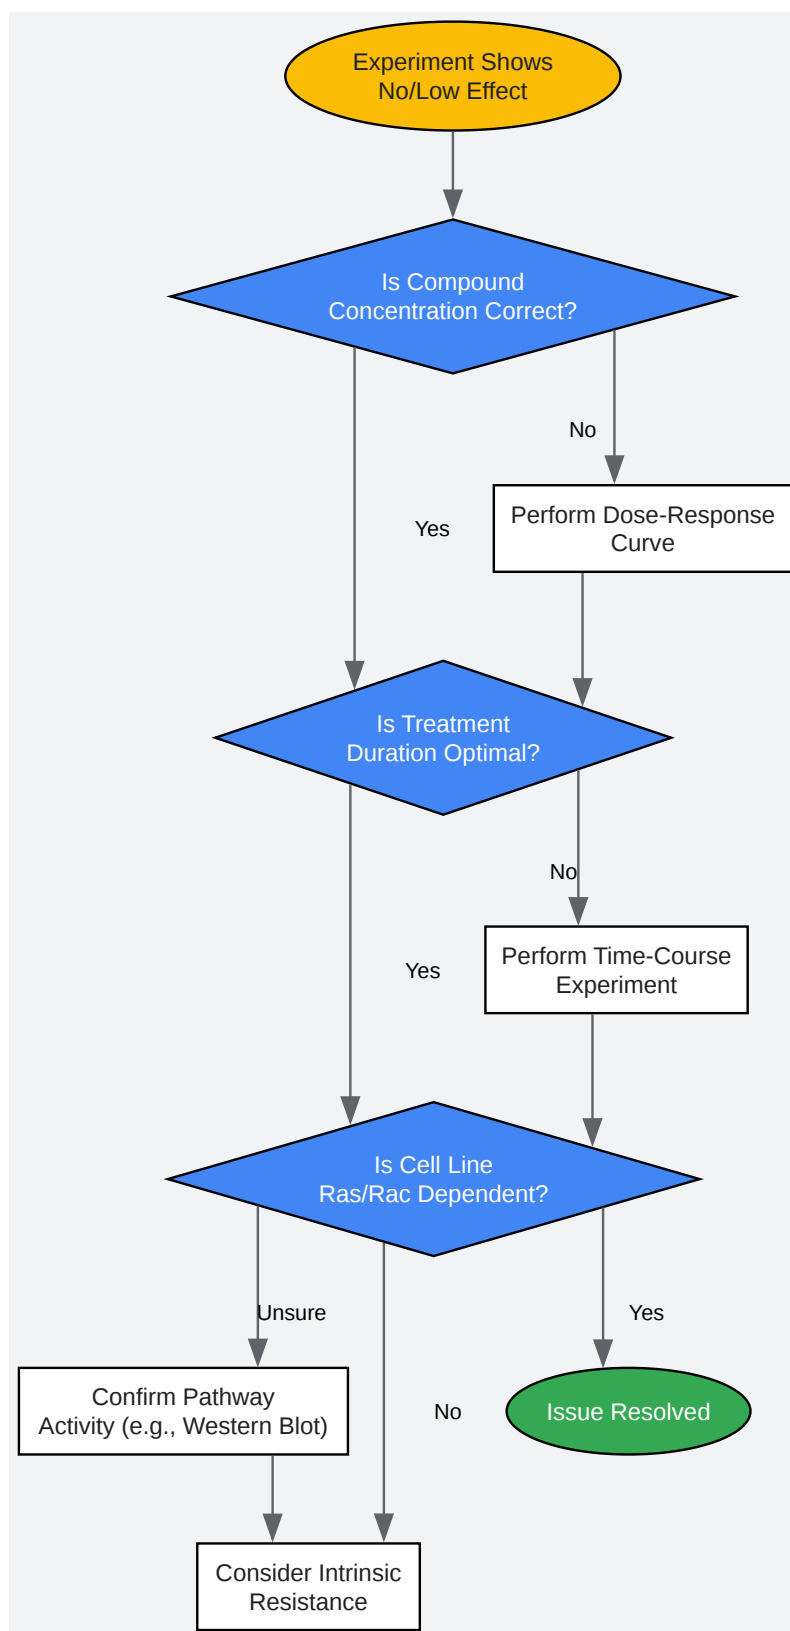 Experiment Shows
No/Low Effect
Is Compound
Concentration Correct?
No
Yes
Perform Dose-Response
Curve
Is Treatment
Duration Optimal?
No
Yes
Perform Time-Course
Experiment
Is Cell Line
Ras/Rac Dependent?
Unsure
Yes
Confirm Pathway
Activity (e.g., Western Blot)
No
Issue Resolved
Consider Intrinsic
Resistance